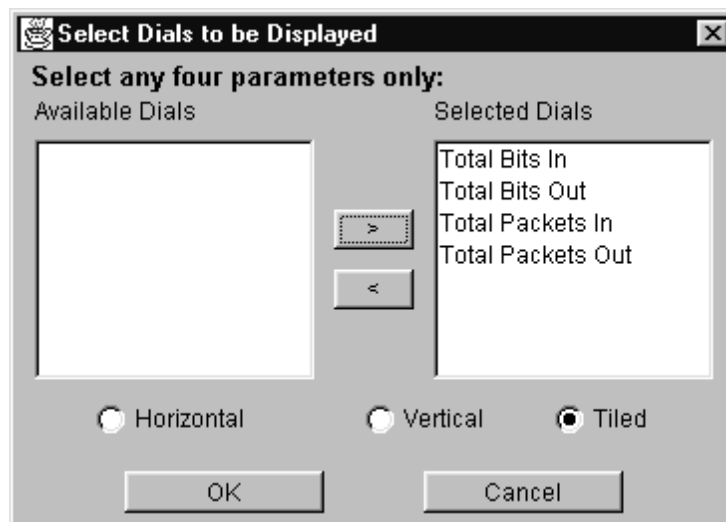 Select Dials to be Displayed
Select any four parameters only:
Available Dials
Selected Dials
Total Bits In
Total Bits Out
Total Packets In
Total Packets Out
>
<
Horizontal
Vertical
Tiled
OK
Cancel